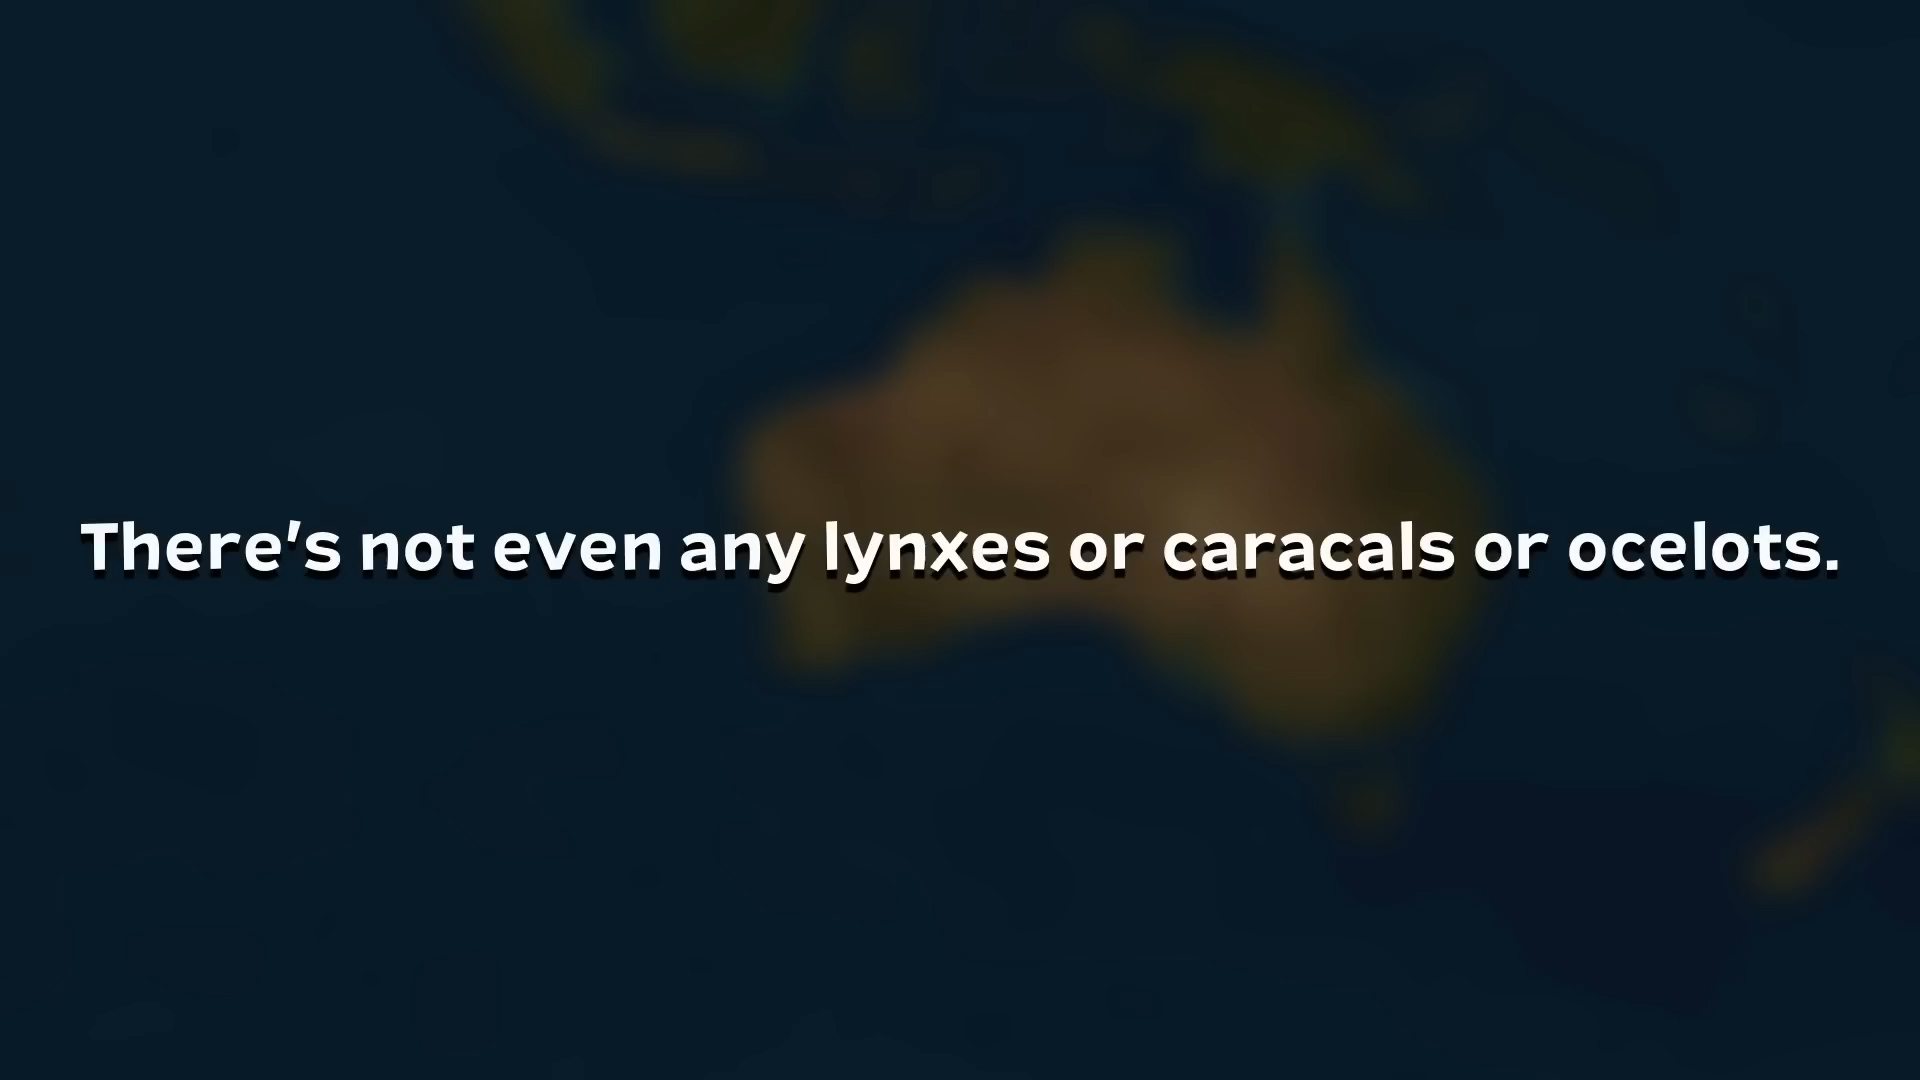 There's not even any lynxes or caracals or ocelots.